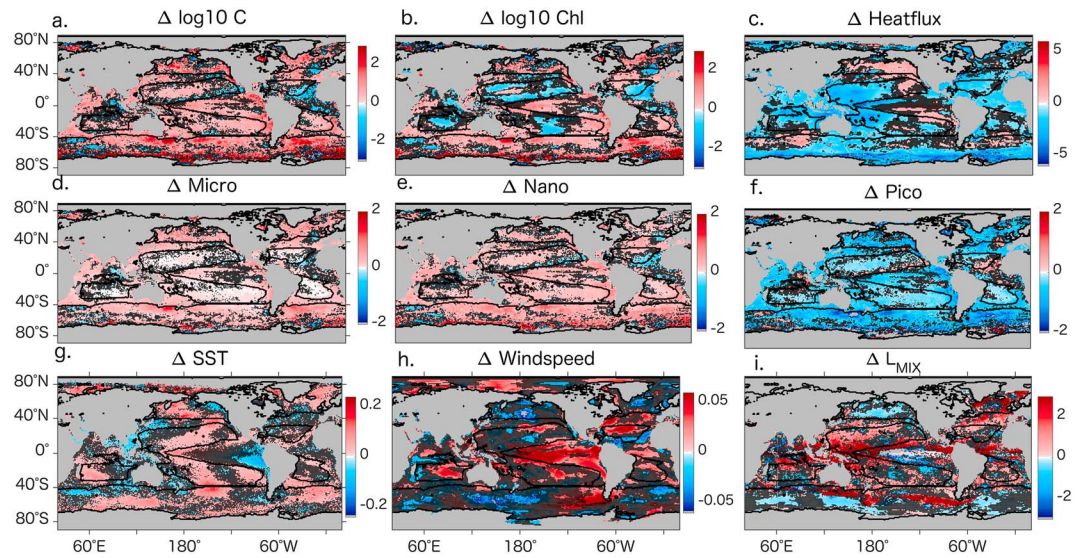 a. Δ log10 C
b. Δ log10 Chl
c. Δ Heatflux
80°N
40°N
0°
40°S
80°S
2
0
-2
2
0
-2
5
0
-5
d. Δ Micro
e. Δ Nano
f. Δ Pico
80°N
40°N
0°
40°S
80°S
2
0
-2
2
0
-2
2
0
-2
g. Δ SST
h. Δ Windspeed
i. Δ LMIX
80°N
40°N
0°
40°S
80°S
0.2
0
-0.2
0.05
0
-0.05
2
0
-2
60°E 180° 60°W
60°E 180° 60°W
60°E 180° 60°W